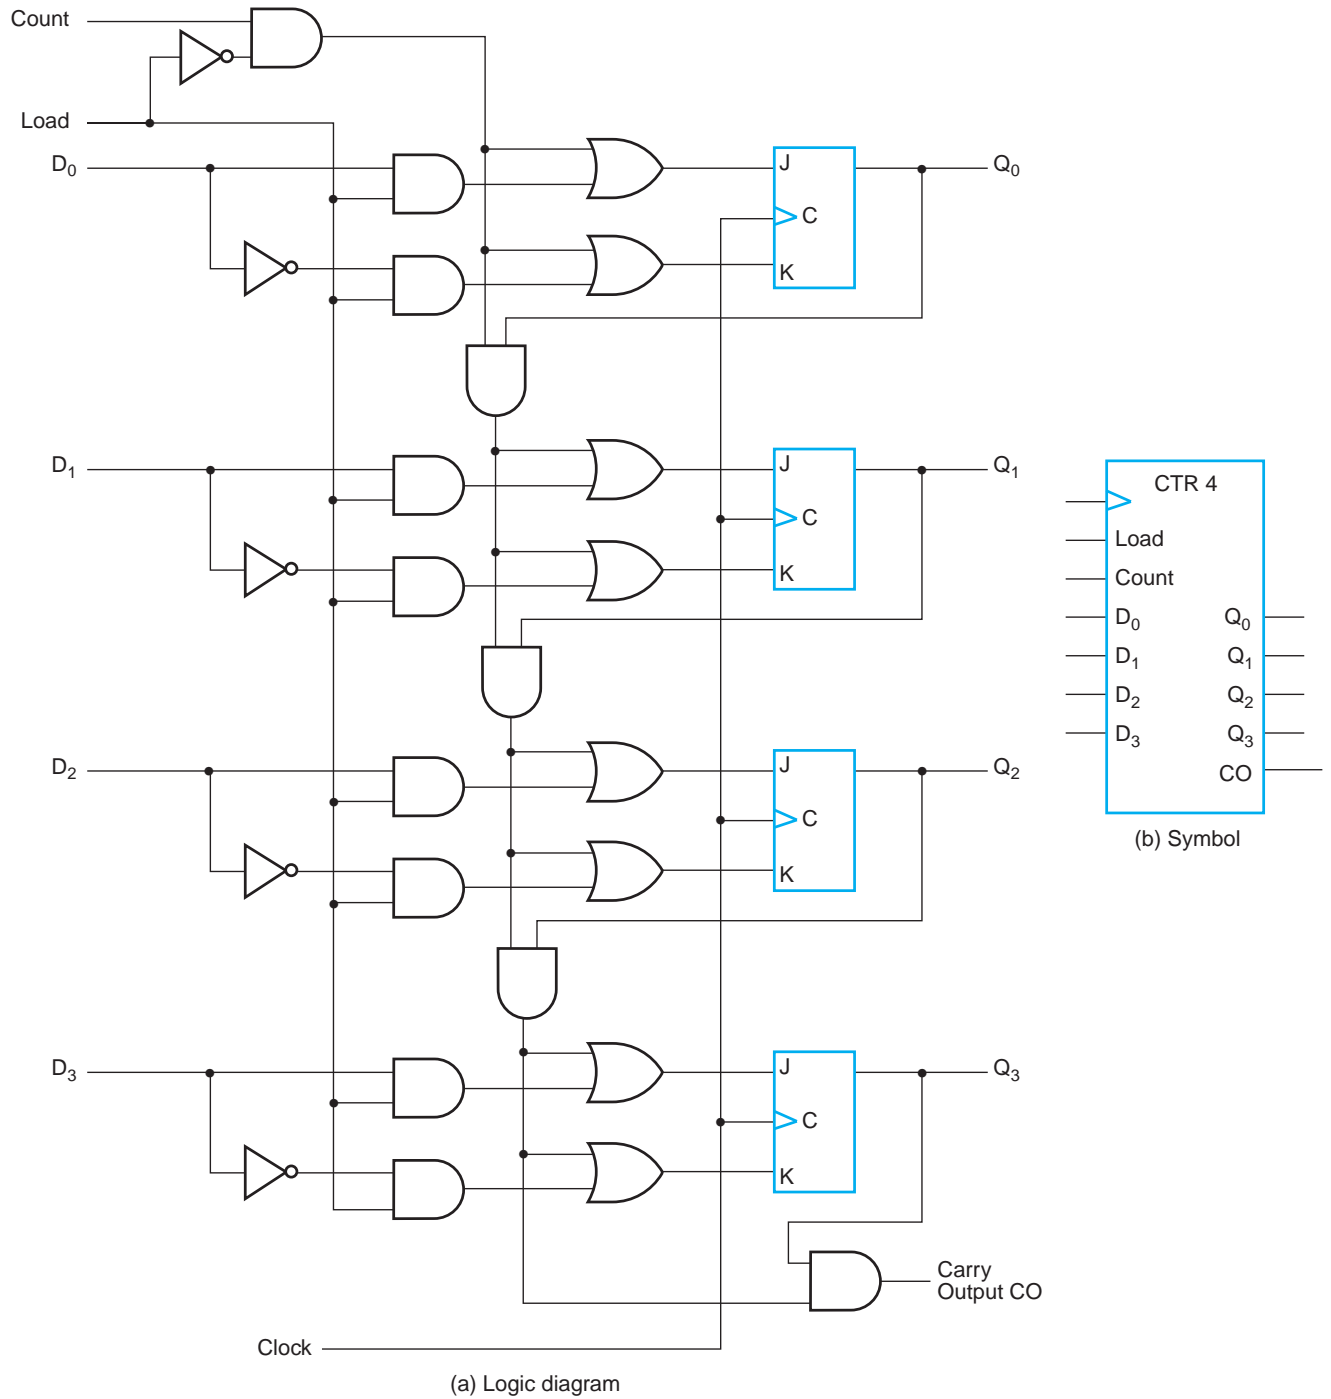 Count
Load
D₀
J
C
K
Q₀
D₁
J
C
K
Q₁
D₂
J
C
K
Q₂
D₃
J
C
K
Q₃
Carry
Output CO
Clock
(a) Logic diagram
CTR 4
Load
Count
D₀ Q₀
D₁ Q₁
D₂ Q₂
D₃ Q₃
CO
(b) Symbol